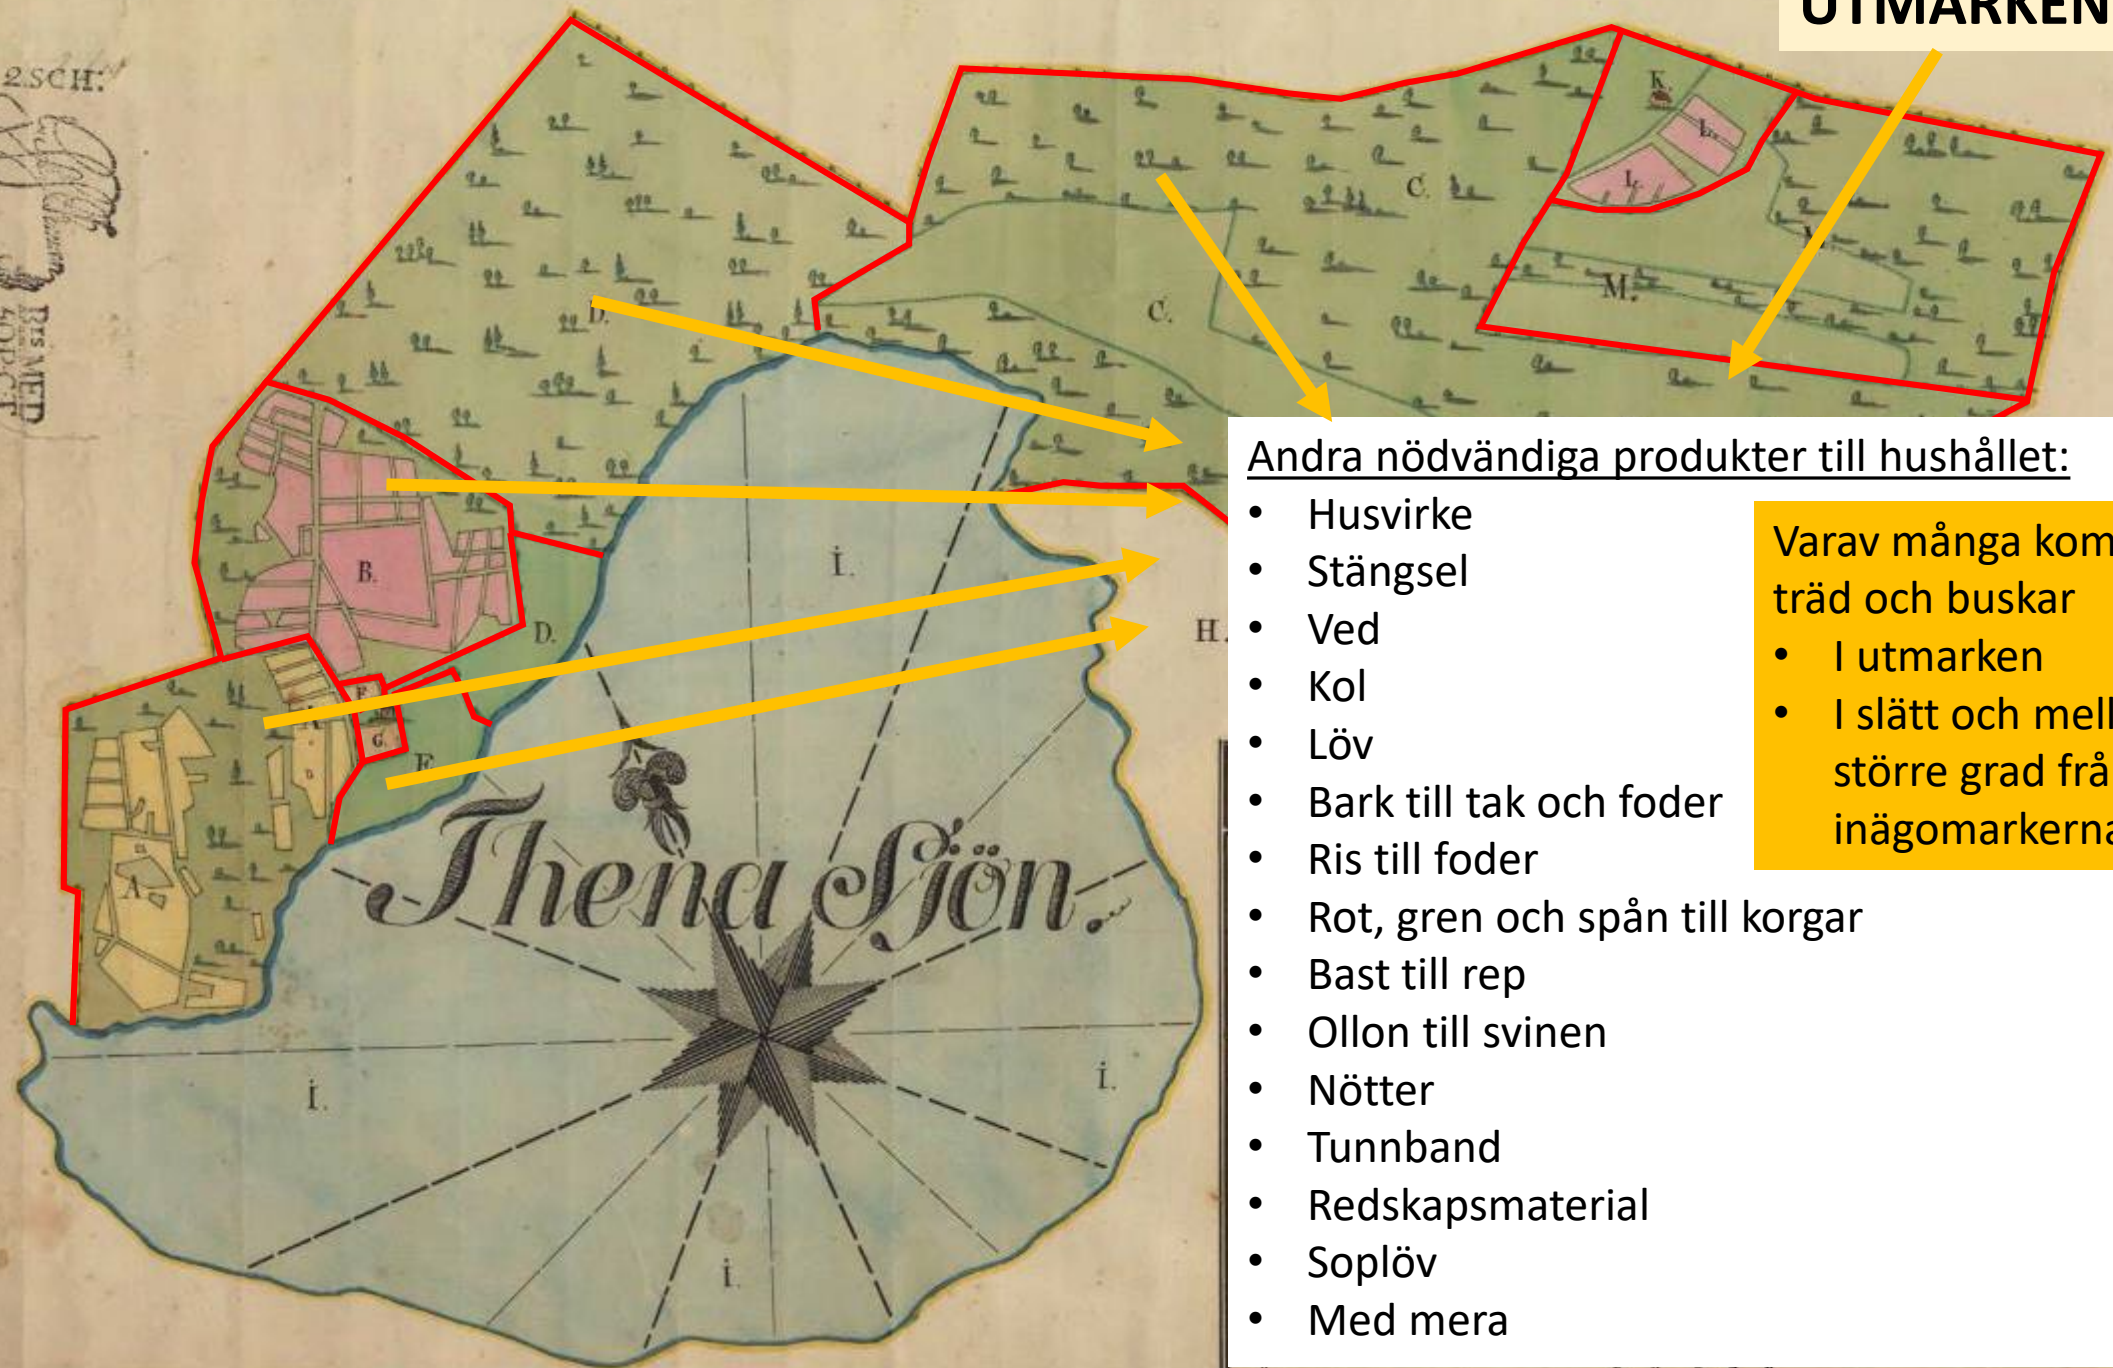 UTMARKEN
2SCH:
K.
L.
L.
C.
M.
M.
D.
C.
Andra nödvändiga produkter till hushållet:
• Husvirke
• Stängsel
• Ved
• Kol
• Löv
• Bark till tak och foder
• Ris till foder
• Rot, gren och spån till korgar
• Bast till rep
• Ollon till svinen
• Nötter
• Tunnband
• Redskapsmaterial
• Soplöv
• Med mera
Varav många kom
träd och buskar
• I utmarken
• I slätt och mell
större grad frå
inägomarkerna
B.
İ.
D.
H.
F.
G.
A.
Thena Sjön.
İ.
İ.
İ.